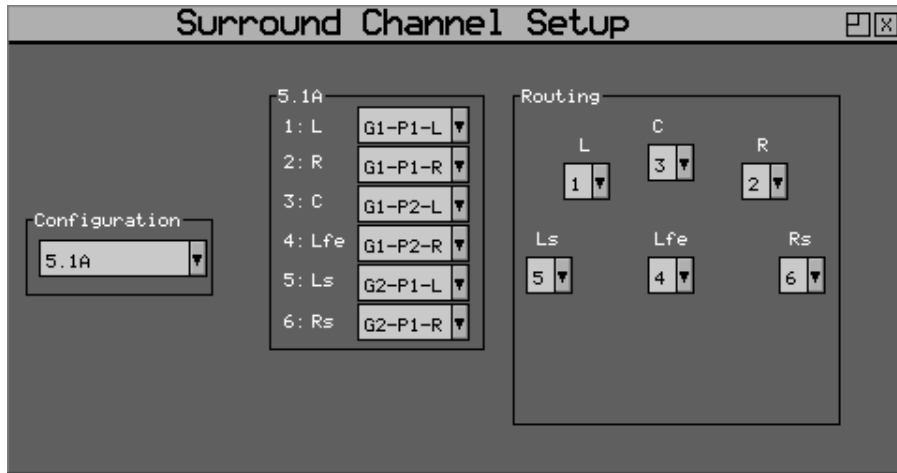 Surround Channel Setup
Configuration
5.1A
5.1A
1: L G1-P1-L
2: R G1-P1-R
3: C G1-P2-L
4: Lfe G1-P2-R
5: Ls G2-P1-L
6: Rs G2-P1-R
Routing
L C R
1 3 2
Ls Lfe Rs
5 4 6